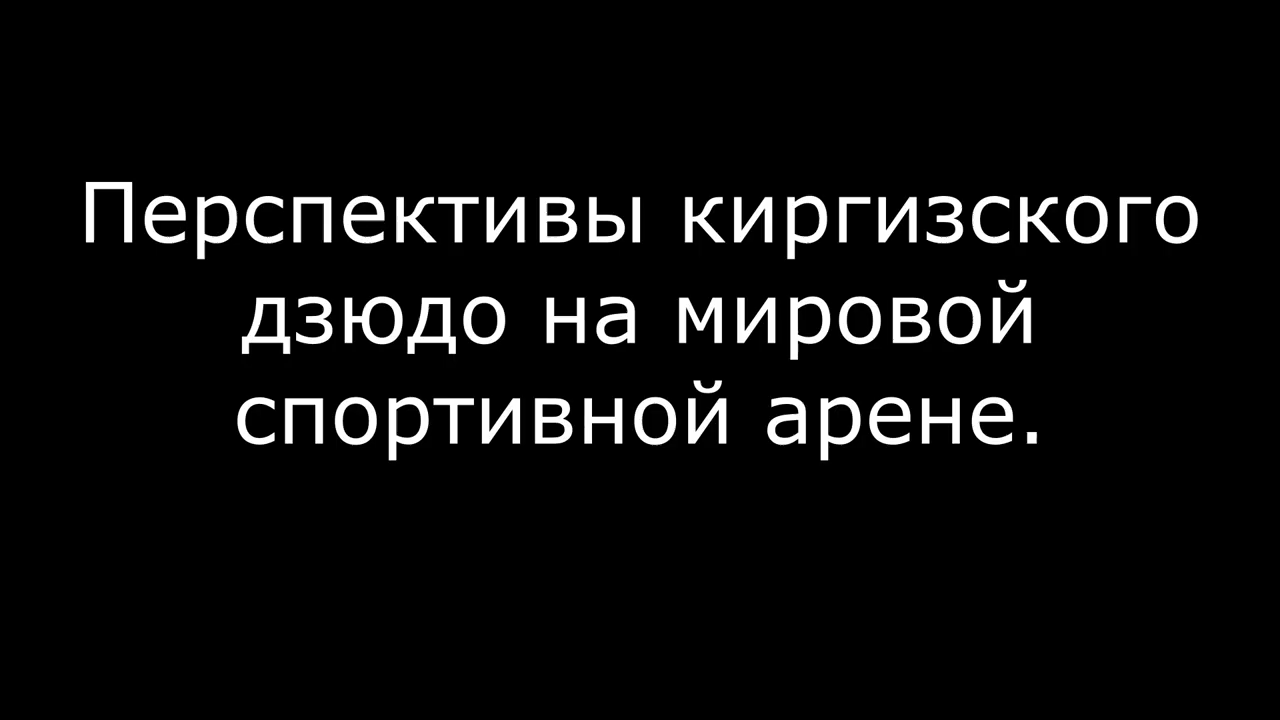 Перспективы киргизского
дзюдо на мировой
спортивной арене.